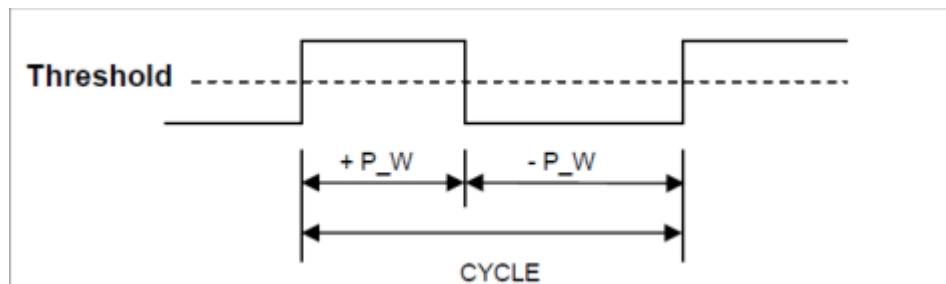 Threshold
+ P_W
- P_W
CYCLE